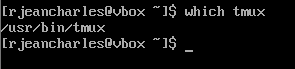 [rjeancharles@vbox ~]$ which tmux
/usr/bin/tmux
[rjeancharles@vbox ~]$ _